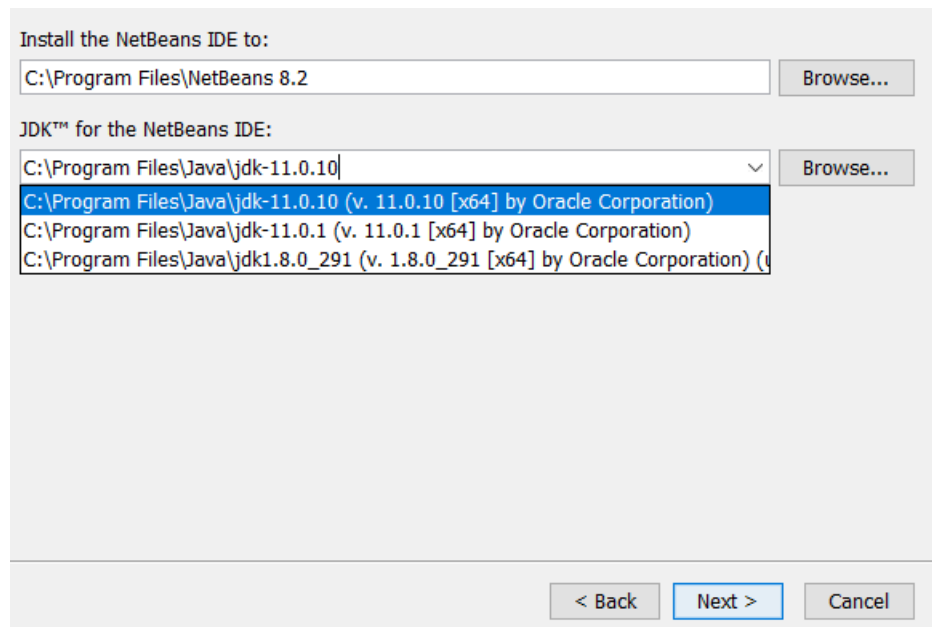 Install the NetBeans IDE to:
C:\Program Files\NetBeans 8.2
Browse...
JDK™ for the NetBeans IDE:
C:\Program Files\Java\jdk-11.0.10
Browse...
C:\Program Files\Java\jdk-11.0.10 (v. 11.0.10 [x64] by Oracle Corporation)
C:\Program Files\Java\jdk-11.0.1 (v. 11.0.1 [x64] by Oracle Corporation)
C:\Program Files\Java\jdk1.8.0_291 (v. 1.8.0_291 [x64] by Oracle Corporation) (
< Back
Next >
Cancel